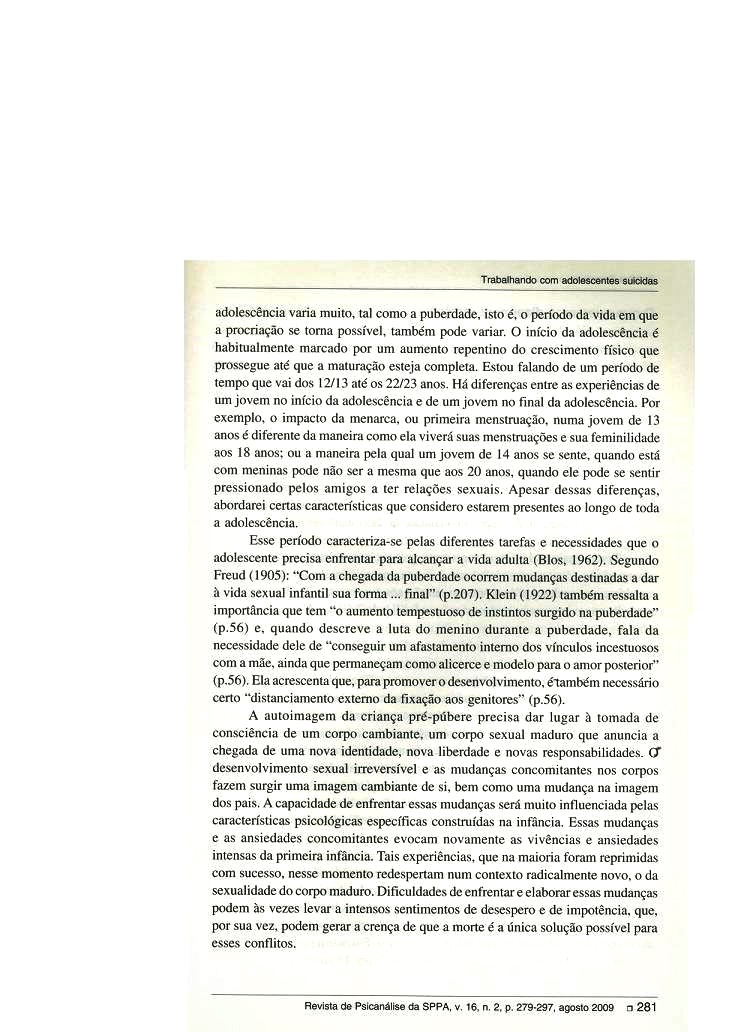 Trabalhando com adolescentes suicidas
adolescência varia muito, tal como a puberdade, isto é, o período da vida em que
a procriação se torna possível, também pode variar. O início da adolescência é
habitualmente marcado por um aumento repentino do crescimento físico que
prossegue até que a maturação esteja completa. Estou falando de um período de
tempo que vai dos 12/13 até os 22/23 anos. Há diferenças entre as experiências de
um jovem no início da adolescência e de um jovem no final da adolescência. Por
exemplo, o impacto da menarca, ou primeira menstruação, numa jovem de 13
anos é diferente da maneira como ela viverá suas menstruações e sua feminilidade
aos 18 anos; ou a maneira pela qual um jovem de 14 anos se sente, quando está
com meninas pode não ser a mesma que aos 20 anos, quando ele pode se sentir
pressionado pelos amigos a ter relações sexuais. Apesar dessas diferenças,
abordarei certas características que considero estarem presentes ao longo de toda
a adolescência.
Esse período caracteriza-se pelas diferentes tarefas e necessidades que o
adolescente precisa enfrentar para alcançar a vida adulta (Blos, 1962). Segundo
Freud (1905): “Com a chegada da puberdade ocorrem mudanças destinadas a dar
à vida sexual infantil sua forma ... final” (p.207). Klein (1922) também ressalta a
importância que tem “o aumento tempestuoso de instintos surgido na puberdade”
(p.56) e, quando descreve a luta do menino durante a puberdade, fala da
necessidade dele de “conseguir um afastamento interno dos vínculos incestuosos
com a mãe, ainda que permaneçam como alicerce e modelo para o amor posterior”
(p.56). Ela acrescenta que, para promover o desenvolvimento, é também necessário
certo “distanciamento externo da fixação aos genitores” (p.56).
A autoimagem da criança pré-púbere precisa dar lugar à tomada de
consciência de um corpo cambiante, um corpo sexual maduro que anuncia a
chegada de uma nova identidade, nova liberdade e novas responsabilidades. O
desenvolvimento sexual irreversível e as mudanças concomitantes nos corpos
fazem surgir uma imagem cambiante de si, bem como uma mudança na imagem
dos pais. A capacidade de enfrentar essas mudanças será muito influenciada pelas
características psicológicas específicas construídas na infância. Essas mudanças
e as ansiedades concomitantes evocam novamente as vivências e ansiedades
intensas da primeira infância. Tais experiências, que na maioria foram reprimidas
com sucesso, nesse momento redespertam num contexto radicalmente novo, o da
sexualidade do corpo maduro. Dificuldades de enfrentar e elaborar essas mudanças
podem às vezes levar a intensos sentimentos de desespero e de impotência, que,
por sua vez, podem gerar a crença de que a morte é a única solução possível para
esses conflitos.
Revista de Psicanálise da SPPA, v. 16, n. 2, p. 279-297, agosto 2009 □ 281